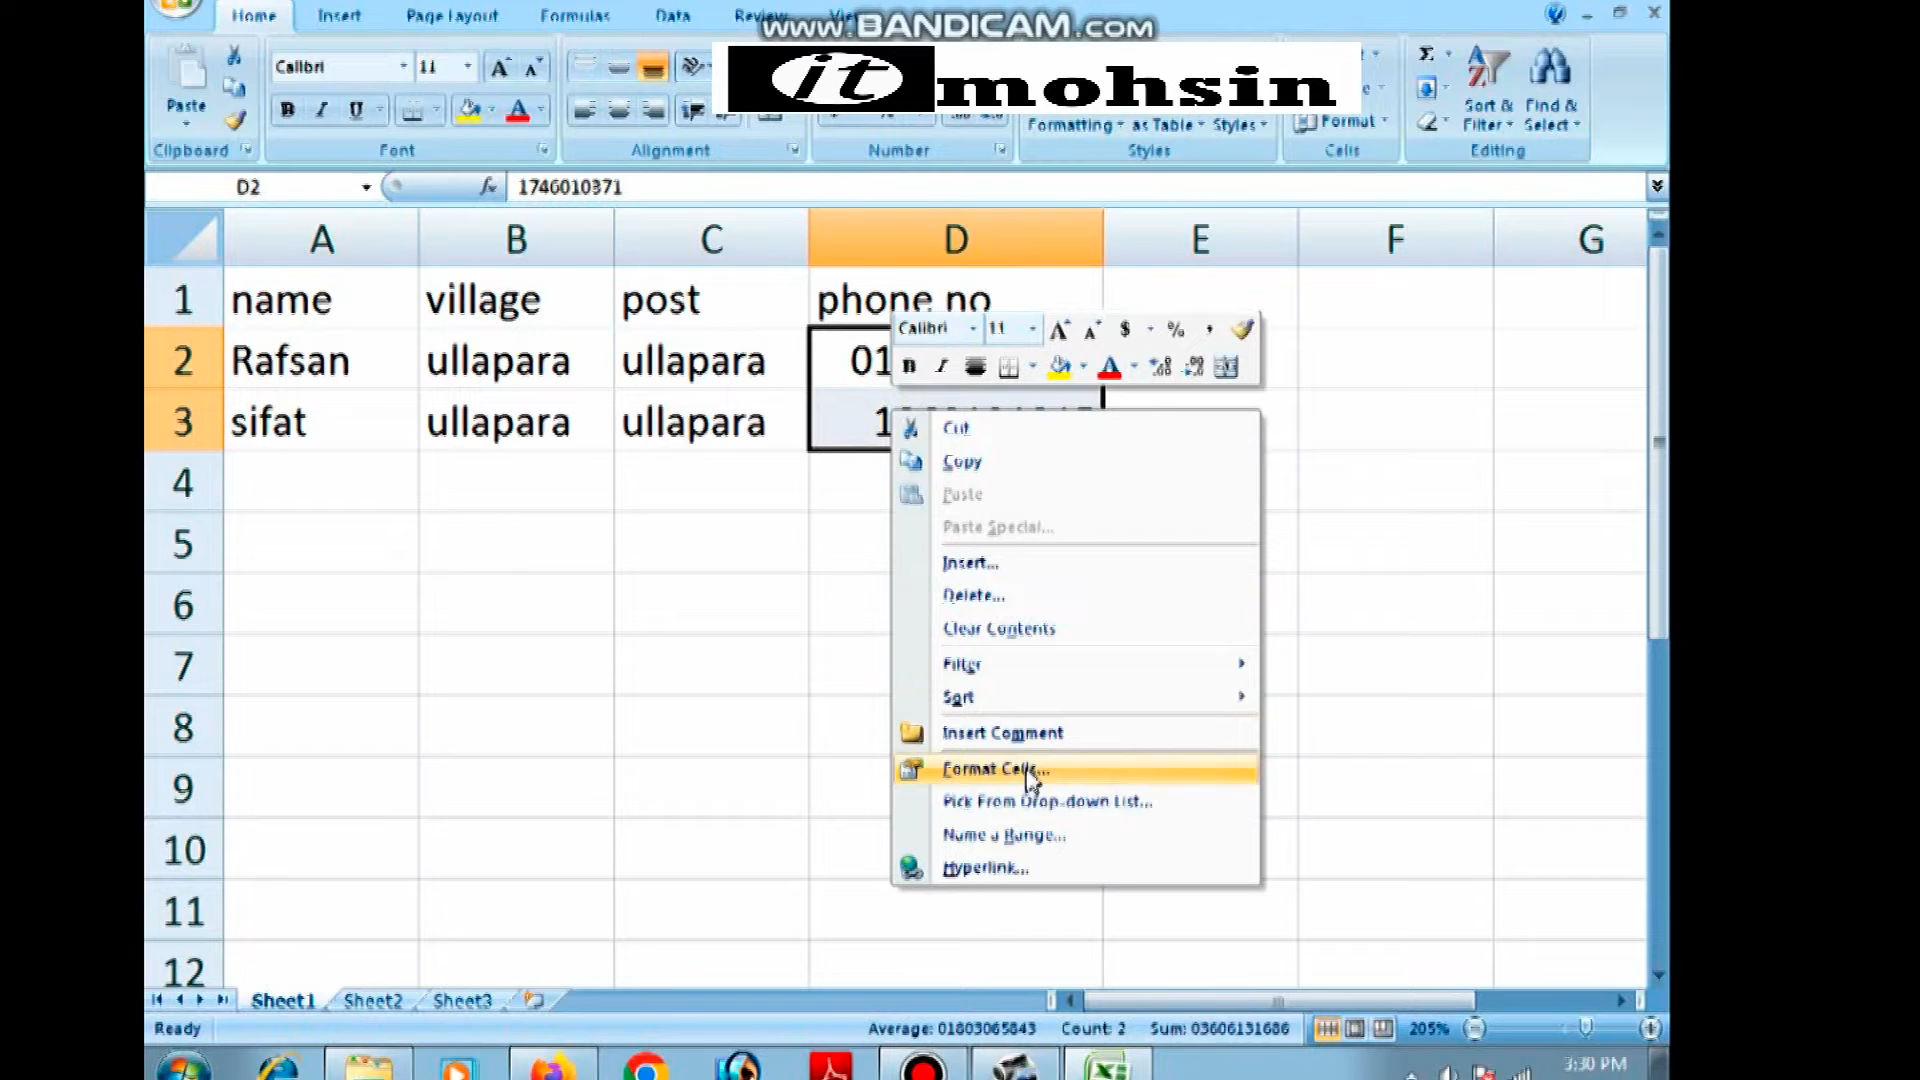 www.BANDICAM.com
Home Insert Page Layout Formulas Data
it mohsin
Calibri 11
Paste
B I U
Formatting as Table Styles
Format
Sort & Filter
Find & Select
Clipboard Font Alignment Number Styles Cells Editing
D2 fx 1746010371
A B C D E F G
1 name village post phone no
2 Rafsan ullapara ullapara 01
3 sifat ullapara ullapara 1
4
5
6
7
8
9
10
11
12
Calibri 11 A A $ % ,
B I A
Cut
Copy
Paste
Paste Special...
Insert...
Delete...
Clear Contents
Filter
Sort
Insert Comment
Format Cells...
Pick From Drop-down List...
Name a Range...
Hyperlink...
Sheet1 Sheet2 Sheet3
Ready Average: 01803065843 Count: 2 Sum: 03606131686 205%
3:30 PM